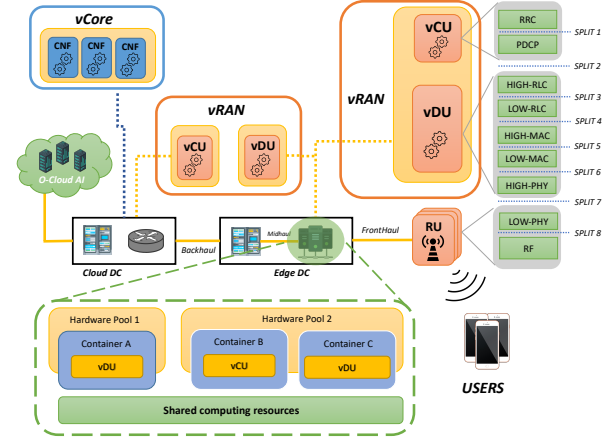 vCore
CNF CNF CNF
O-Cloud AI
vRAN
vCU
vDU
vRAN
vCU
vDU
RRC
PDCP
SPLIT 1
SPLIT 2
HIGH-RLC
SPLIT 3
LOW-RLC
SPLIT 4
HIGH-MAC
SPLIT 5
LOW-MAC
SPLIT 6
HIGH-PHY
SPLIT 7
LOW-PHY
SPLIT 8
RF
Cloud DC
Backhaul
Midhaul
Edge DC
FrontHaul
RU
USERS
Hardware Pool 1
Container A
vDU
Hardware Pool 2
Container B
vCU
Container C
vDU
Shared computing resources